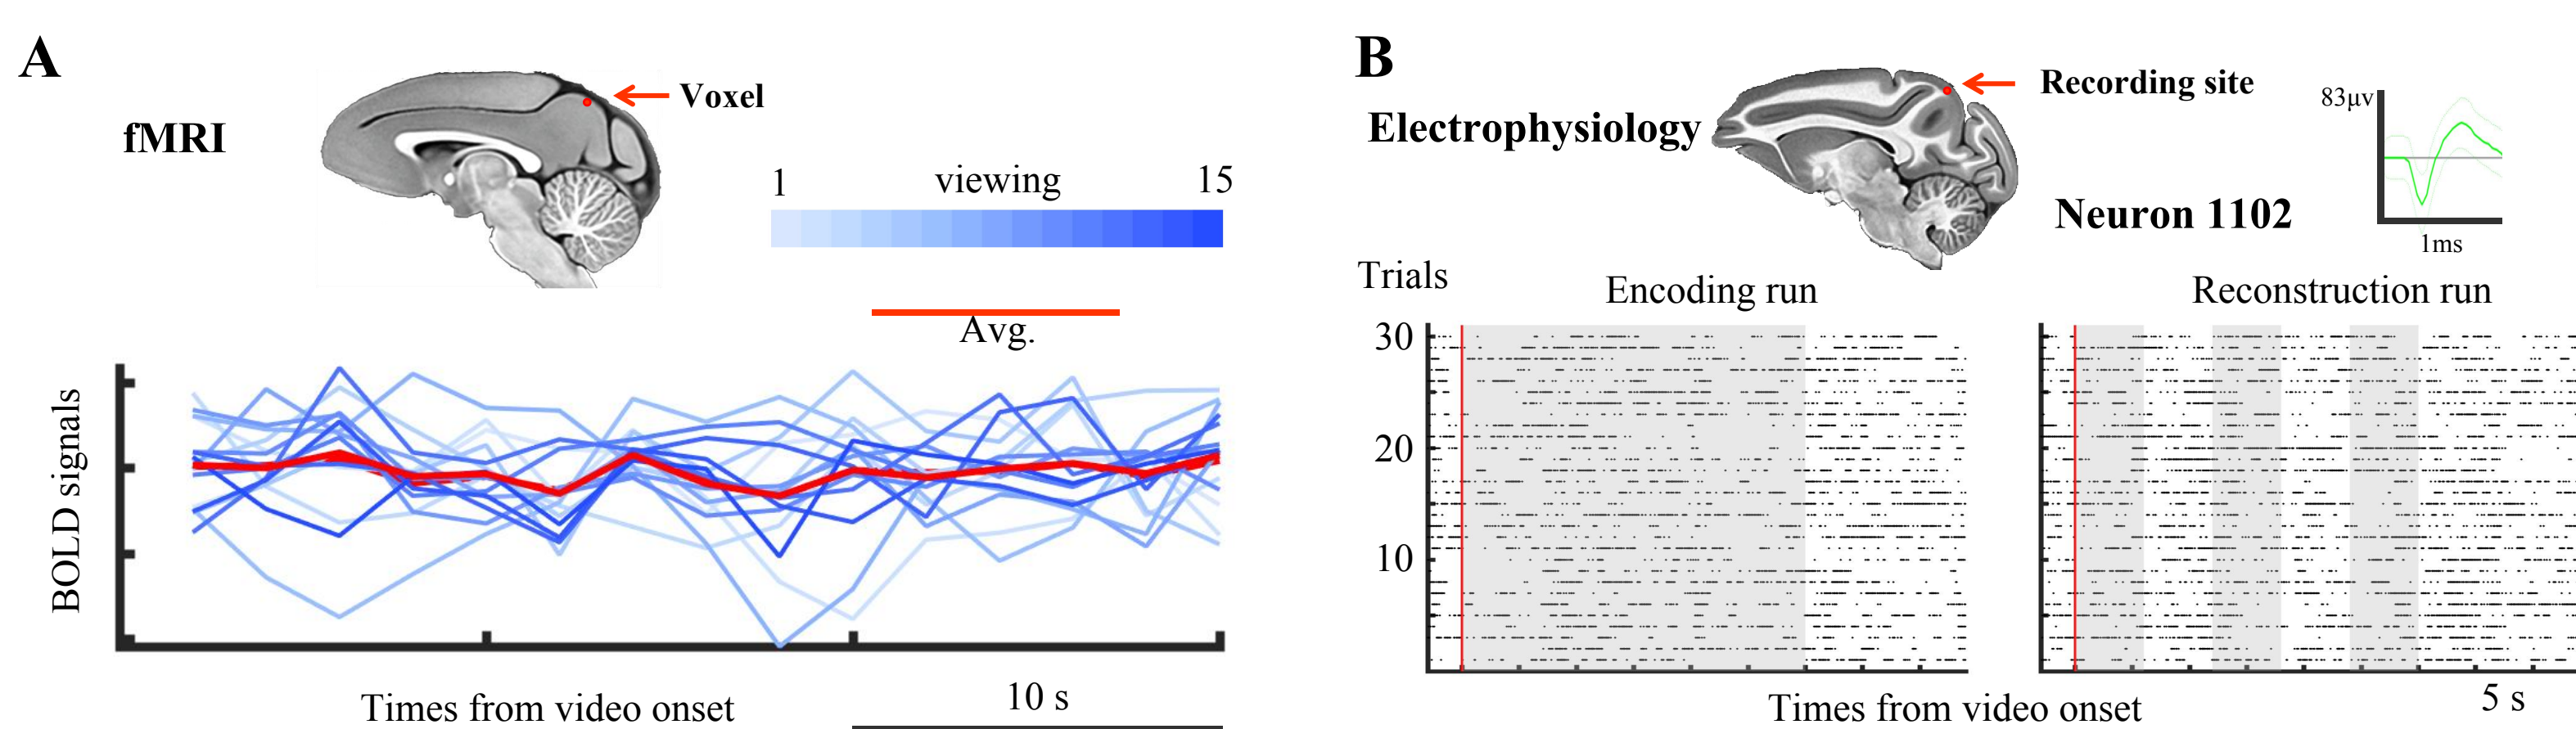 A
fMRI
Voxel
1 viewing 15
Avg.
BOLD signals
Times from video onset
10 s
B
Electrophysiology
Recording site
83μv
1ms
Neuron 1102
Trials
Encoding run
Reconstruction run
30
20
10
Times from video onset
5 s